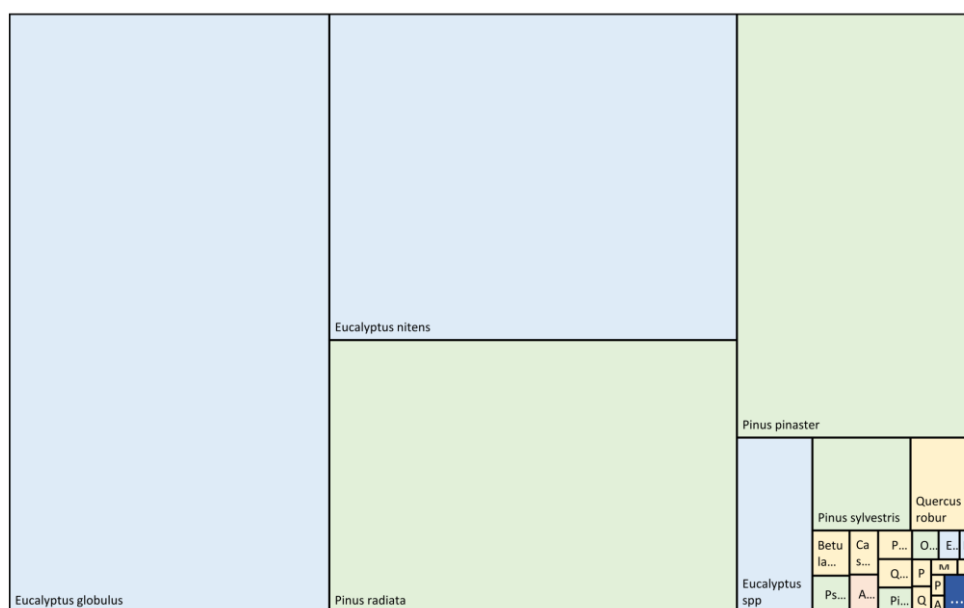 Eucalyptus nitens
Pinus pinaster
Quercus
robur
Pinus sylvestris
Betu
la...
Ca
s...
P...
O...
E...
Q...
P
M
P
Eucalyptus
spp
Ps...
A...
Pi...
Q
A
...
Eucalyptus globulus
Pinus radiata